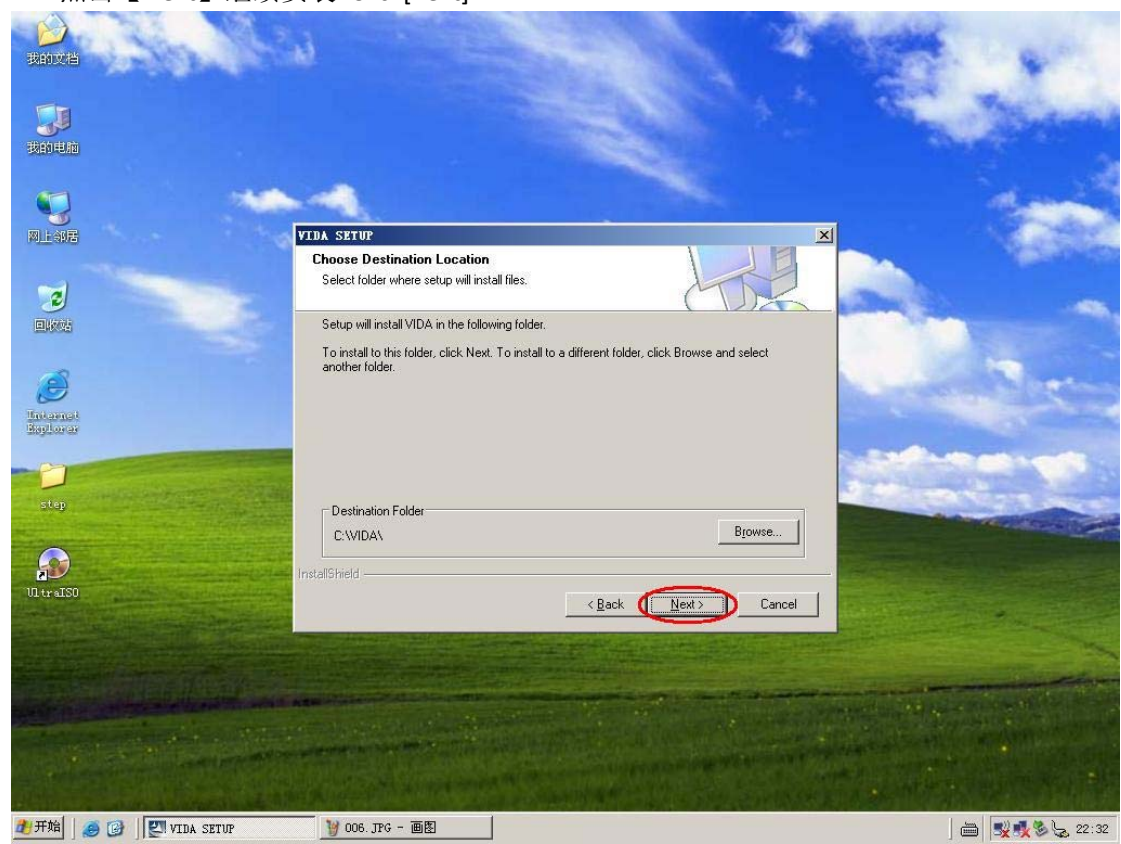 我的文档
我的电脑
网上邻居
回收站
Internet
Explorer
step
UltraISO
VIDA SETUP
Choose Destination Location
Select folder where setup will install files.
Setup will install VIDA in the following folder.
To install to this folder, click Next. To install to a different folder, click Browse and select
another folder.
Destination Folder
C:\VIDA\
Browse...
InstallShield
< Back
Next >
Cancel
开始
VIDA SETUP
006.JPG - 画图
22:32